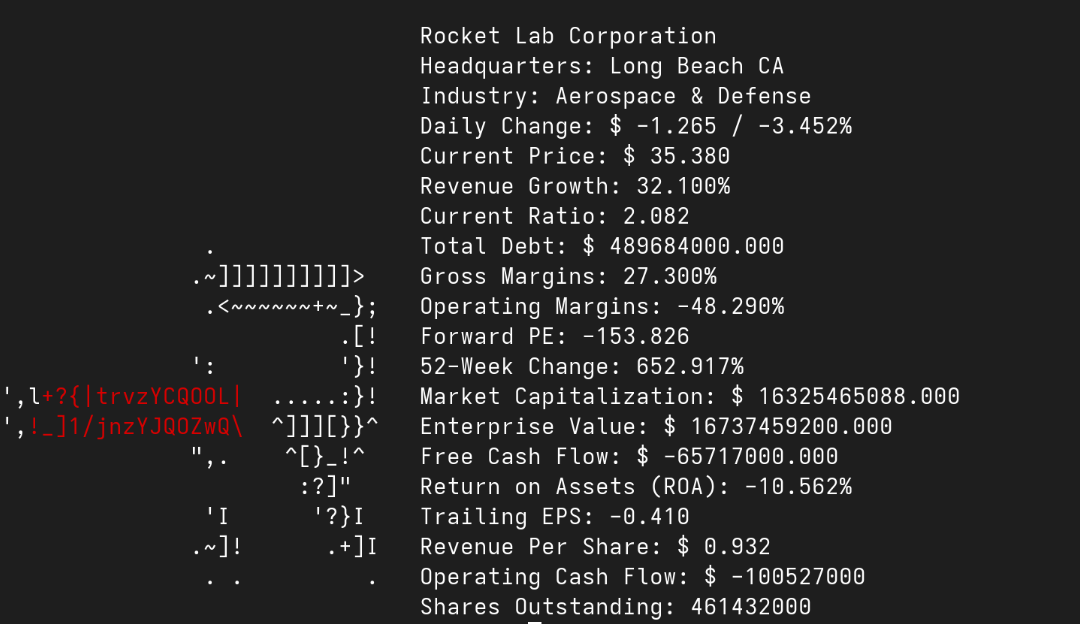 Rocket Lab Corporation
Headquarters: Long Beach CA
Industry: Aerospace & Defense
Daily Change: $ -1.265 / -3.452%
Current Price: $ 35.380
Revenue Growth: 32.100%
Current Ratio: 2.082
. Total Debt: $ 489684000.000
.~]]]]]]]]]]> Gross Margins: 27.300%
.<~~~~~~+~_}; Operating Margins: -48.290%
.[! Forward PE: -153.826
': '}! 52-Week Change: 652.917%
',l+?{|trvzYCQOOL| .....:}! Market Capitalization: $ 16325465088.000
',!_]1/jnzYJQOZwQ\ ^]]][}}^ Enterprise Value: $ 16737459200.000
",. ^[}_!^ Free Cash Flow: $ -65717000.000
:?]" Return on Assets (ROA): -10.562%
'I '?}I Trailing EPS: -0.410
.~]! .+]I Revenue Per Share: $ 0.932
. . . Operating Cash Flow: $ -100527000
Shares Outstanding: 461432000